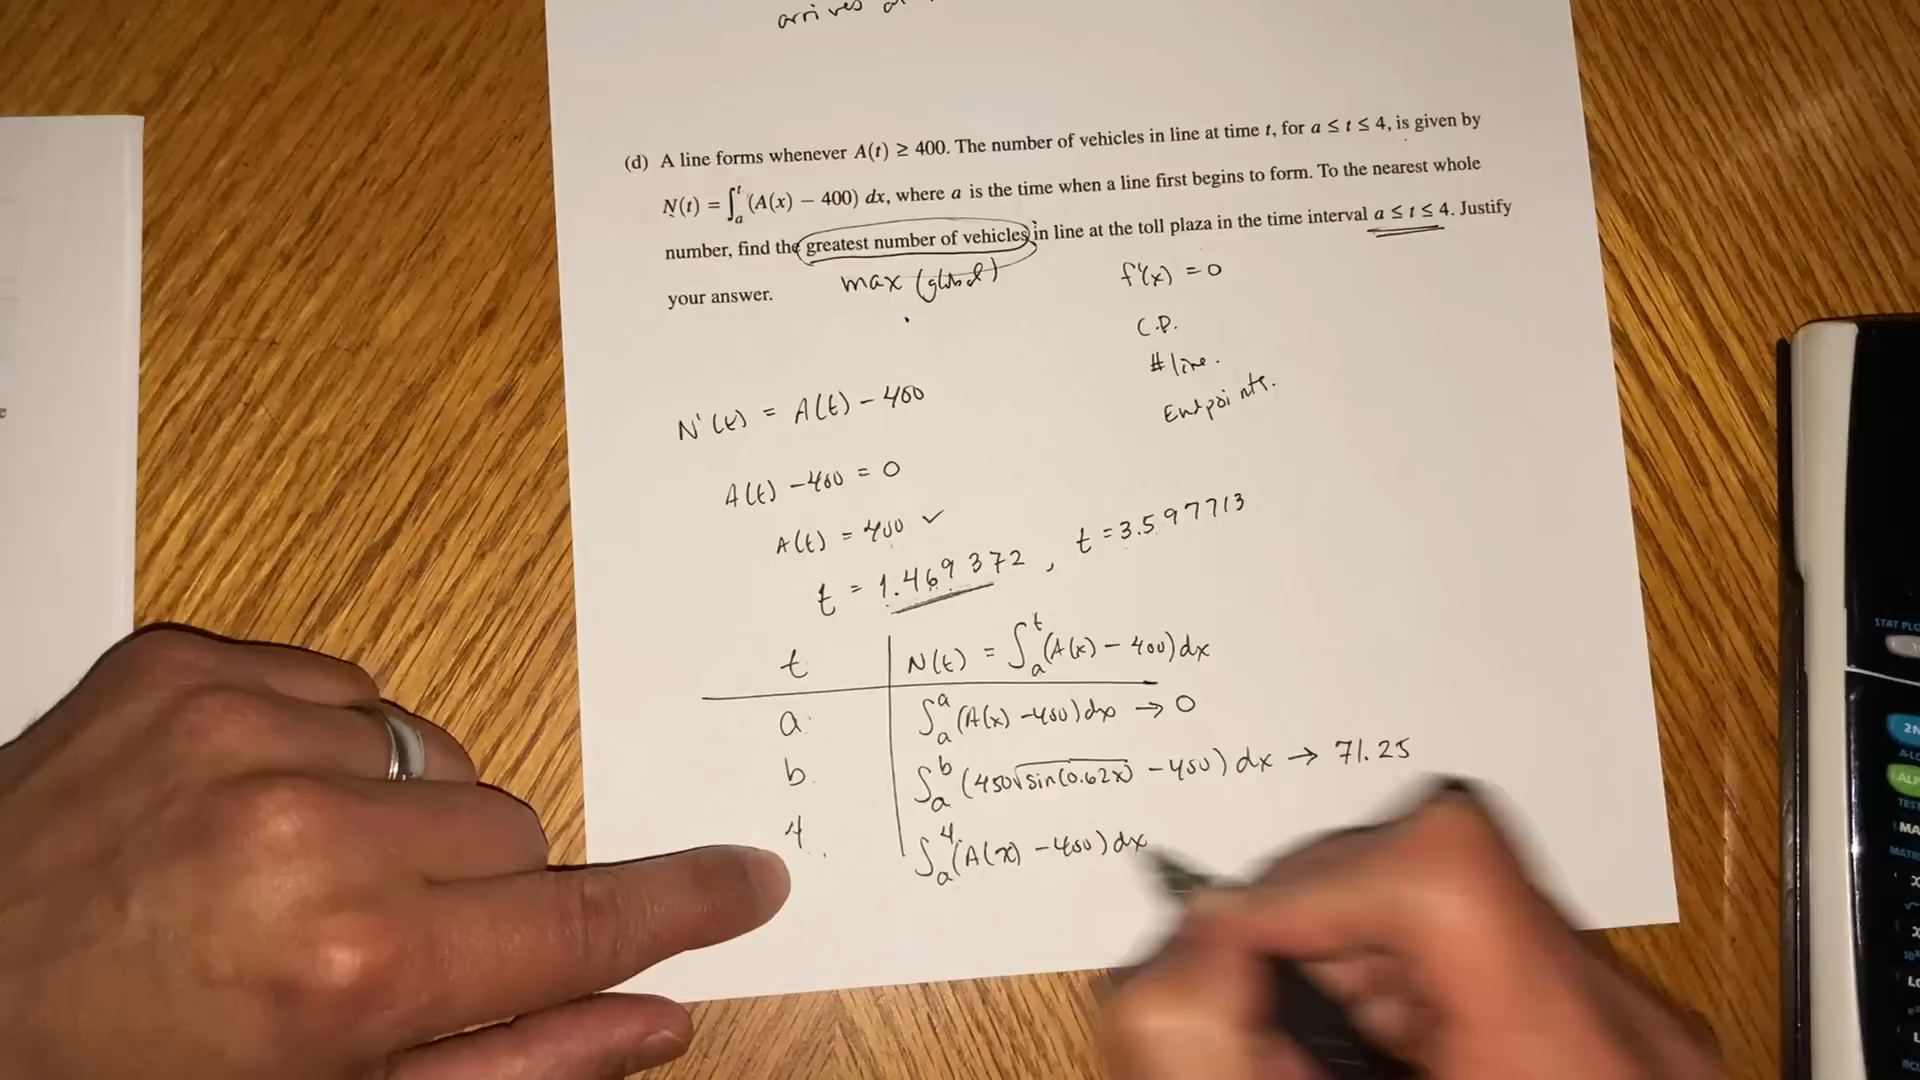 arrives
(d) A line forms whenever A(t) ≥ 400. The number of vehicles in line at time t, for a ≤ t ≤ 4, is given by
N(t) = ∫ₐᵗ (A(x) − 400) dx, where a is the time when a line first begins to form. To the nearest whole
number, find the greatest number of vehicles in line at the toll plaza in the time interval a ≤ t ≤ 4. Justify
your answer.
max (global)
f'(x) = 0
C.P.
# line.
Endpoints.
N'(t) = A(t) − 400
A(t) − 400 = 0
A(t) = 400 ✓
t = 1.469372, t = 3.597713
t | N(t) = ∫ₐᵗ (A(x) − 400) dx
a. | ∫ₐᵃ (A(x) − 400) dx → 0
b. | ∫ₐᵇ (450√sin(0.62x) − 400) dx → 71.25
4. | ∫ₐ⁴ (A(x) − 400) dx
STAT PLO
2N